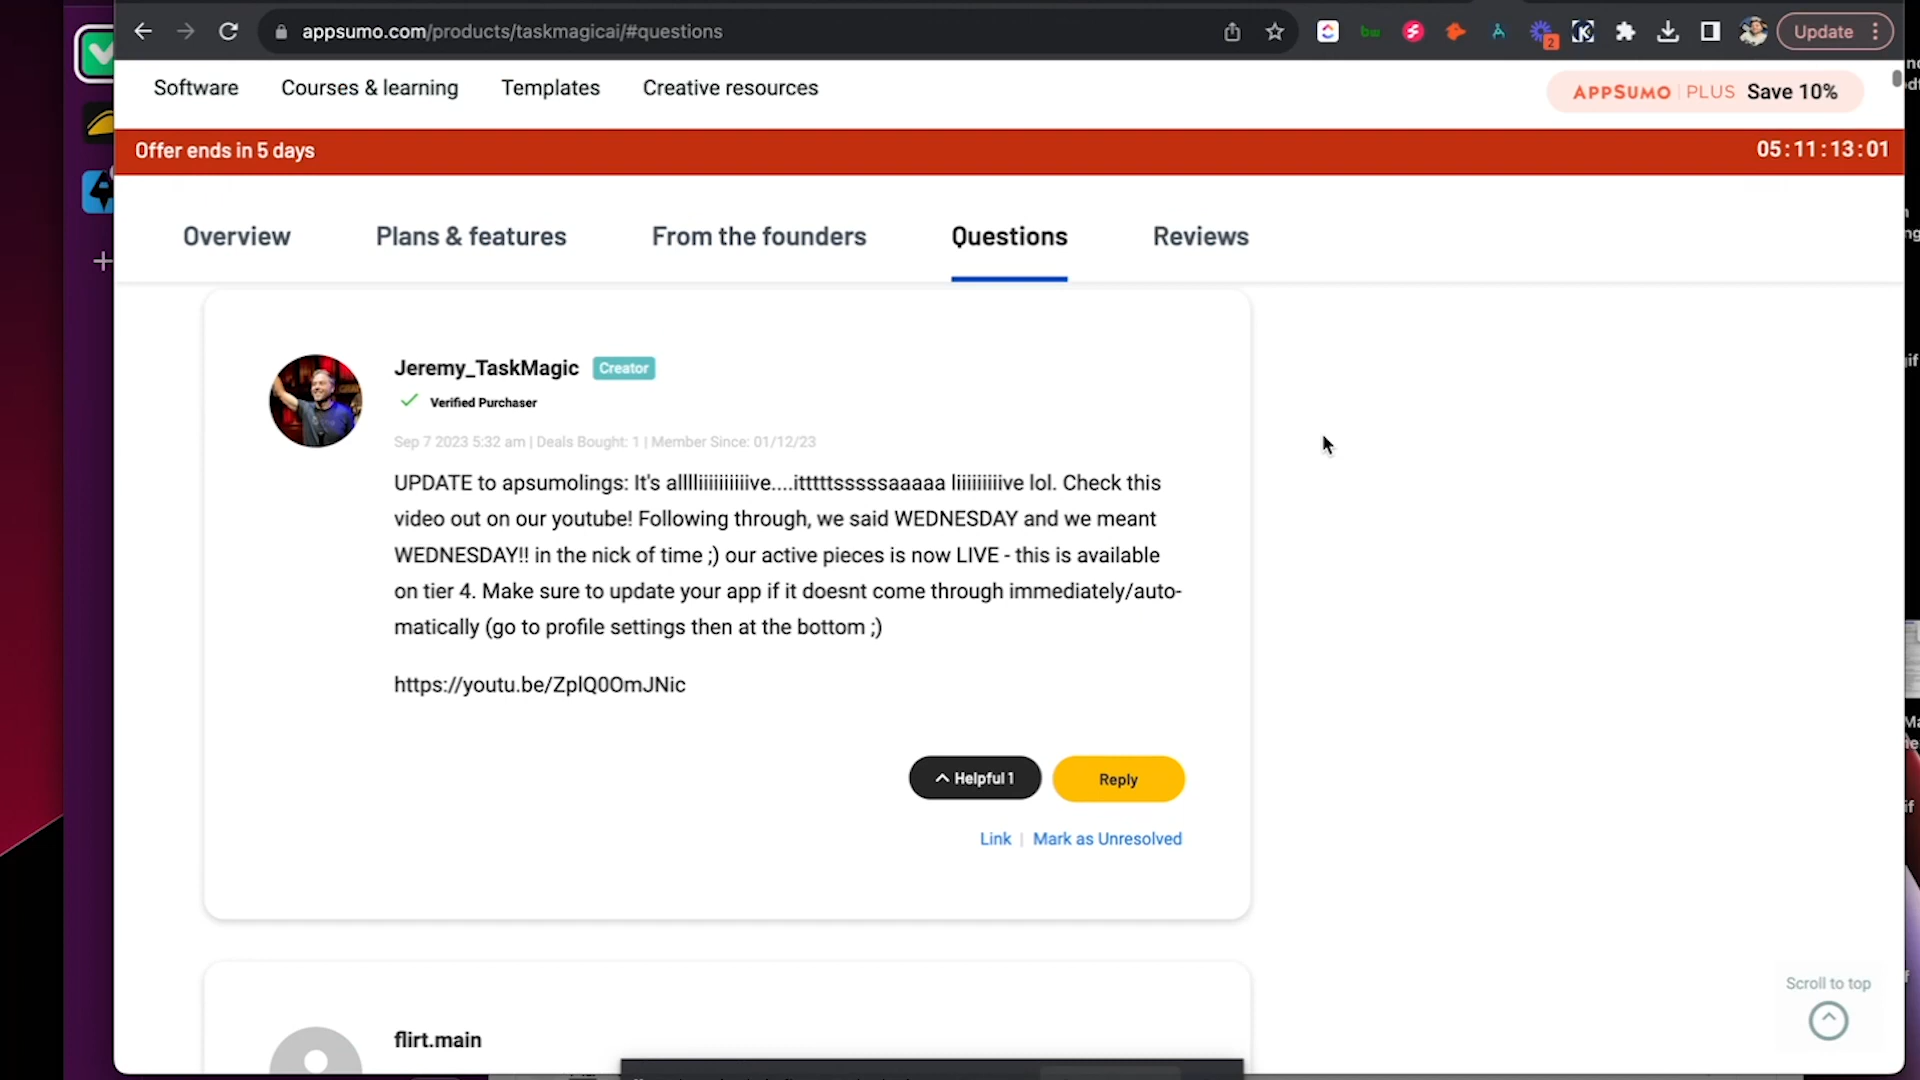 appsumo.com/products/taskmagicai/#questions
2
Update
Software
Courses & learning
Templates
Creative resources
APPSUMO | PLUS Save 10%
Offer ends in 5 days
05:11:13:01
Overview
Plans & features
From the founders
Questions
Reviews
Jeremy_TaskMagic
Creator
Verified Purchaser
Sep 7 2023 5:32 am | Deals Bought: 1 | Member Since: 01/12/23
UPDATE to apsumolings: It's alllliiiiiiiiiiive....itttttsssssaaaaa liiiiiiiiive lol. Check this
video out on our youtube! Following through, we said WEDNESDAY and we meant
WEDNESDAY!! in the nick of time ;) our active pieces is now LIVE - this is available
on tier 4. Make sure to update your app if it doesnt come through immediately/auto-
matically (go to profile settings then at the bottom ;)
https://youtu.be/ZplQ0OmJNic
Helpful 1
Reply
Link | Mark as Unresolved
flirt.main
Scroll to top